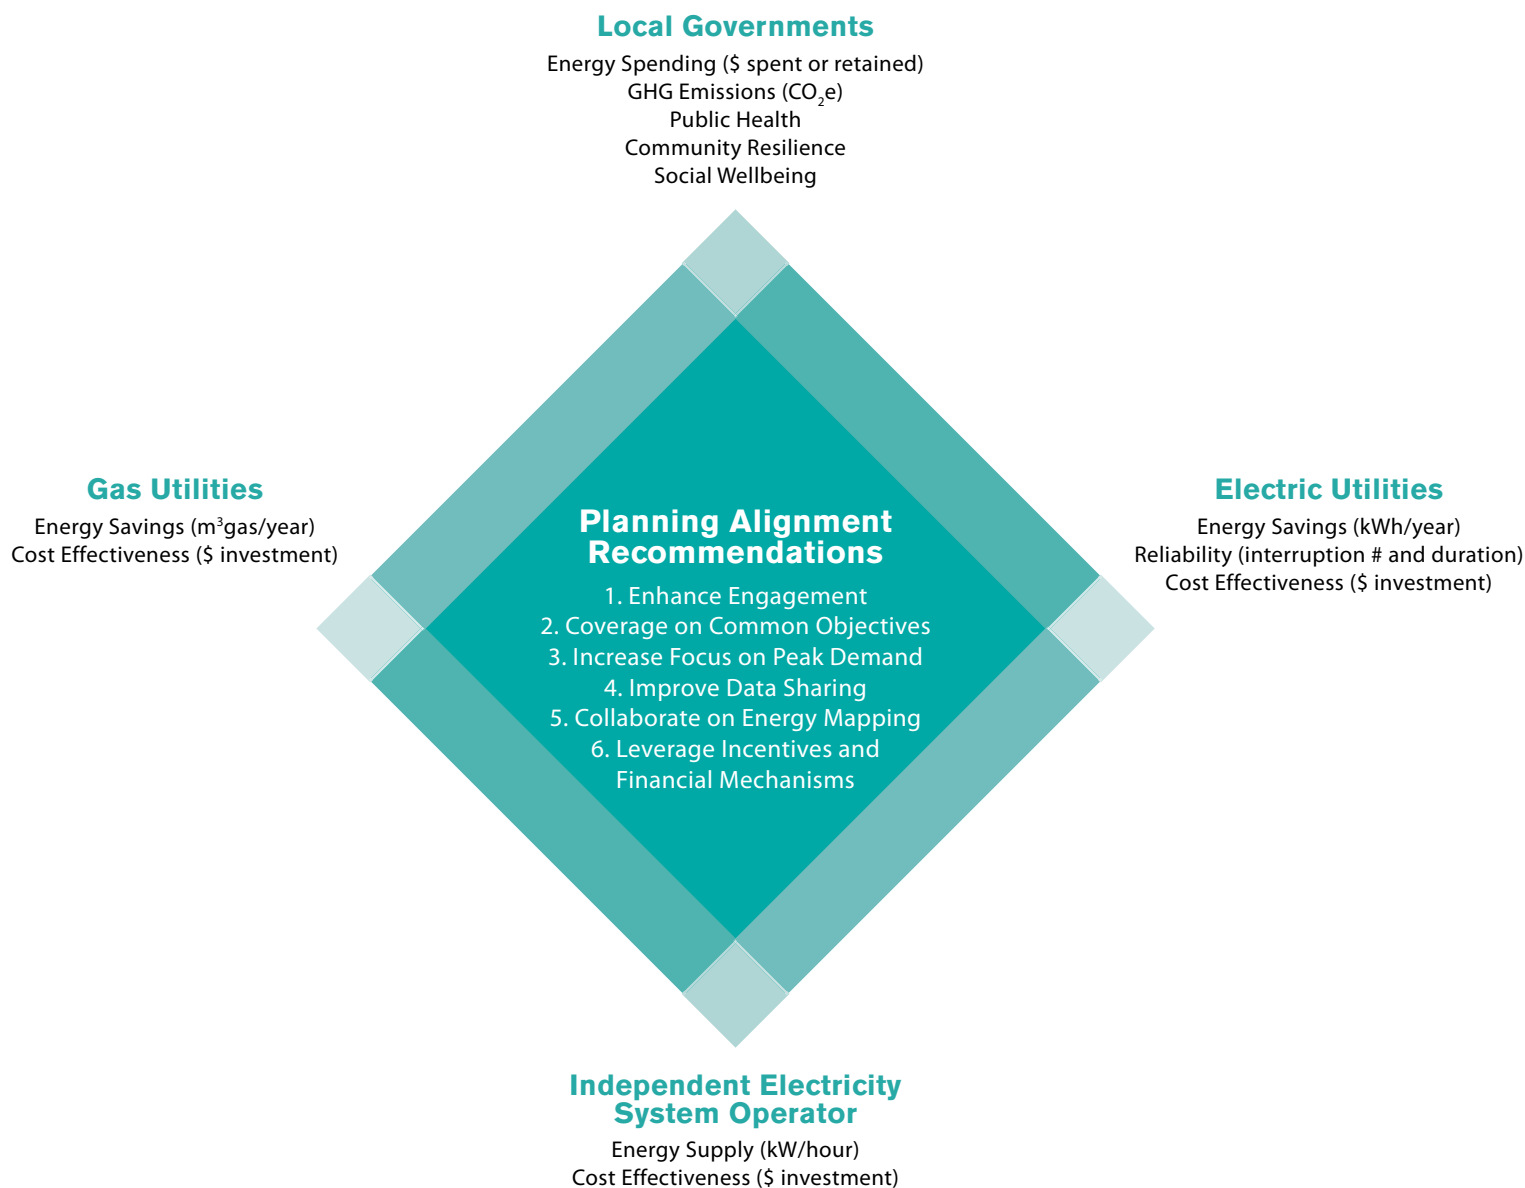 Local Governments
Energy Spending ($ spent or retained)
GHG Emissions (CO₂e)
Public Health
Community Resilience
Social Wellbeing
Gas Utilities
Energy Savings (m³gas/year)
Cost Effectiveness ($ investment)
Electric Utilities
Energy Savings (kWh/year)
Reliability (interruption # and duration)
Cost Effectiveness ($ investment)
Planning Alignment
Recommendations
1. Enhance Engagement
2. Coverage on Common Objectives
3. Increase Focus on Peak Demand
4. Improve Data Sharing
5. Collaborate on Energy Mapping
6. Leverage Incentives and
Financial Mechanisms
Independent Electricity
System Operator
Energy Supply (kW/hour)
Cost Effectiveness ($ investment)